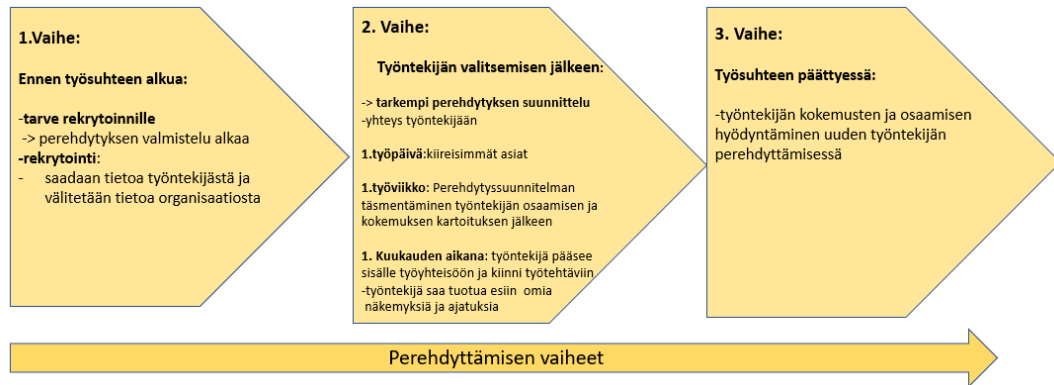 1.Vaihe:
Ennen työsuhteen alkua:
-tarve rekrytoinnille
-> perehdytyksen valmistelu alkaa
-rekrytointi:
- saadaan tietoa työntekijästä ja
välitetään tietoa organisaatiosta
2. Vaihe:
Työntekijän valitsemisen jälkeen:
-> tarkempi perehdytyksen suunnittelu
-yhteys työntekijään
1.työpäivä:kiireisimmät asiat
1.työviikko: Perehdytyssuunnitelman
täsmentäminen työntekijän osaamisen ja
kokemuksen kartoituksen jälkeen
1. Kuukauden aikana: työntekijä pääsee
sisälle työyhteisöön ja kiinni työtehtäviin
-työntekijä saa tuotua esiin omia
näkemyksiä ja ajatuksia
3. Vaihe:
Työsuhteen päättyessä:
-työntekijän kokemusten ja osaamisen
hyödyntäminen uuden työntekijän
perehdyttämisessä
Perehdyttämisen vaiheet